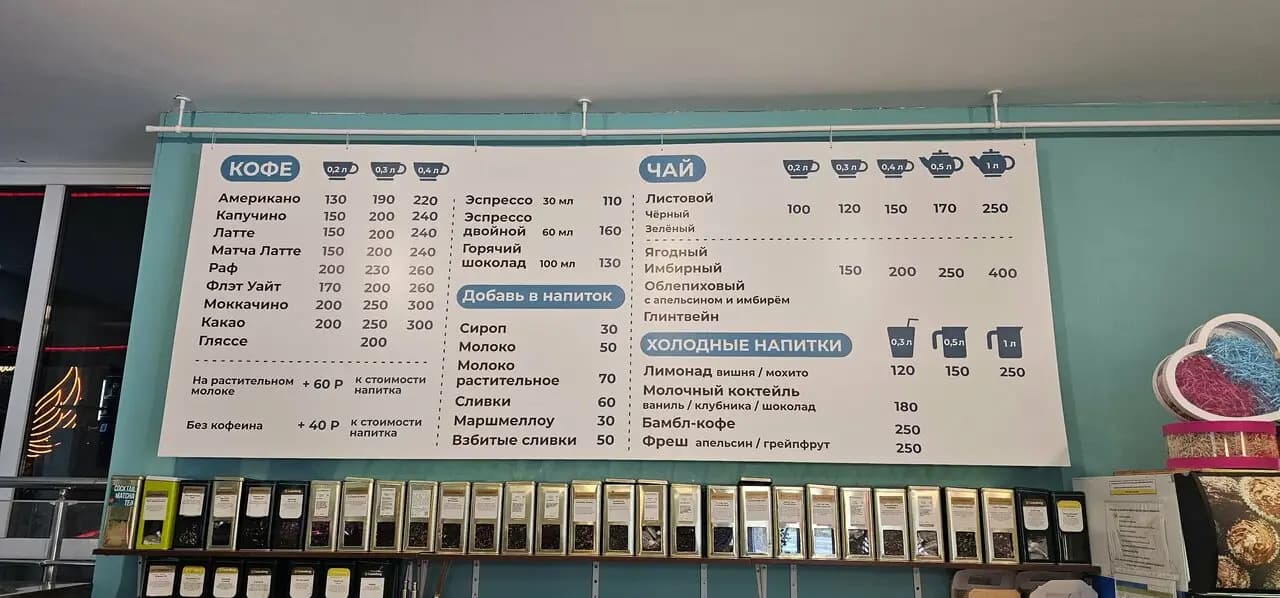 КОФЕ 0,2 л 0,3 л 0,4 л
Американо 130 190 220
Капучино 150 200 240
Латте 150 200 240
Матча Латте 150 200 240
Раф 200 230 260
Флэт Уайт 170 200 260
Моккачино 200 250 300
Какао 200 250 300
Гляссе 200
На растительном молоке + 60 Р к стоимости напитка
Без кофеина + 40 Р к стоимости напитка
Эспрессо 30 мл 110
Эспрессо
двойной 60 мл 160
Горячий
шоколад 100 мл 130
Добавь в напиток
Сироп 30
Молоко 50
Молоко
растительное 70
Сливки 60
Маршмеллоу 30
Взбитые сливки 50
ЧАЙ 0,2 л 0,3 л 0,4 л 0,5 л 1 л
Листовой
Чёрный 100 120 150 170 250
Зелёный
Ягодный
Имбирный 150 200 250 400
Облепиховый
с апельсином и имбирём
Глинтвейн
ХОЛОДНЫЕ НАПИТКИ 0,3 л 0,5 л 1 л
Лимонад вишня / мохито 120 150 250
Молочный коктейль
ваниль / клубника / шоколад 180
Бамбл-кофе 250
Фреш апельсин / грейпфрут 250
COCKTAIL
MATCHA
TEA